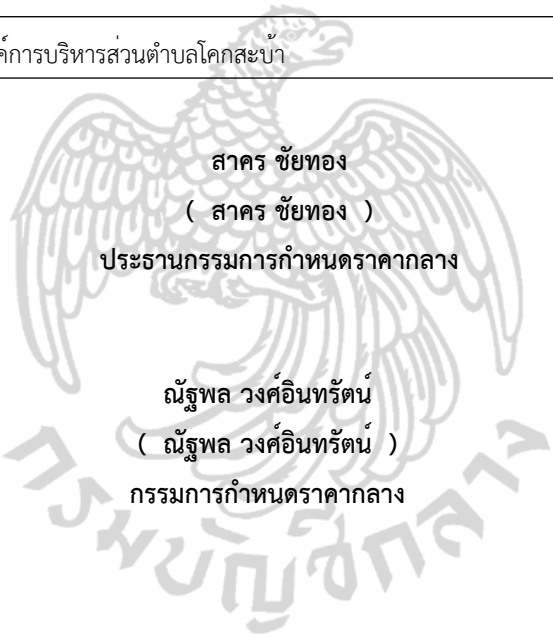 ค์การบริหารส่วนตำบลโคกสะบ้า
สาคร ชัยทอง
( สาคร ชัยทอง )
ประธานกรรมการกำหนดราคากลาง
ณัฐพล วงศ์อินทรัตน์
( ณัฐพล วงศ์อินทรัตน์ )
กรรมการกำหนดราคากลาง
กรมบัญชีกลาง